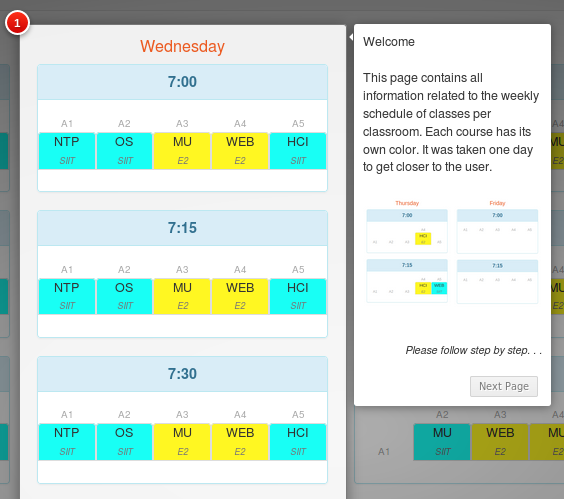 1
Wednesday
7:00
A1 A2 A3 A4 A5
NTP OS MU WEB HCI
SIIT SIIT E2 E2 SIIT
7:15
A1 A2 A3 A4 A5
NTP OS MU WEB HCI
SIIT SIIT E2 E2 SIIT
7:30
A1 A2 A3 A4 A5
NTP OS MU WEB HCI
SIIT SIIT E2 E2 SIIT
Welcome
This page contains all
information related to the weekly
schedule of classes per
classroom. Each course has its
own color. It was taken one day
to get closer to the user.
Thursday Friday
7:00 7:00
HCI
7:15 7:15
HCI WEB
Please follow step by step. . .
Next Page
A2 A3 A4
A1
MU WEB MU
SIIT E2 E2